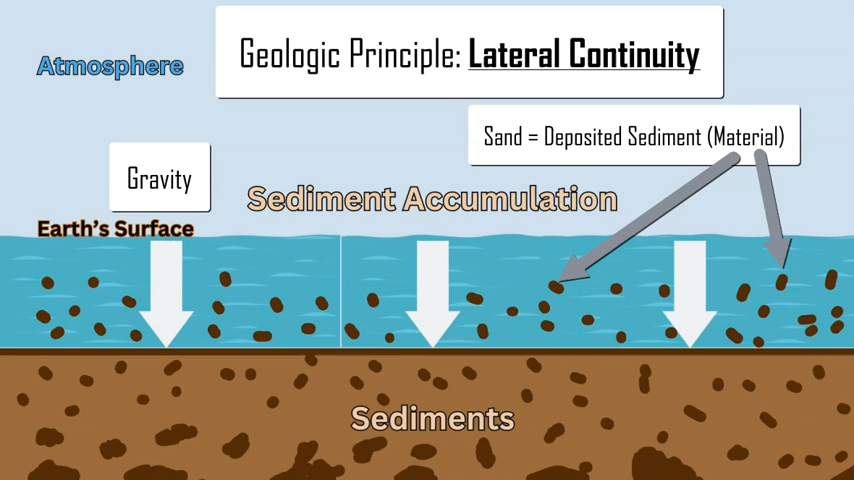 Geologic Principle: Lateral Continuity
Atmosphere
Sand = Deposited Sediment (Material)
Gravity
Sediment Accumulation
Earth's Surface
Sediments